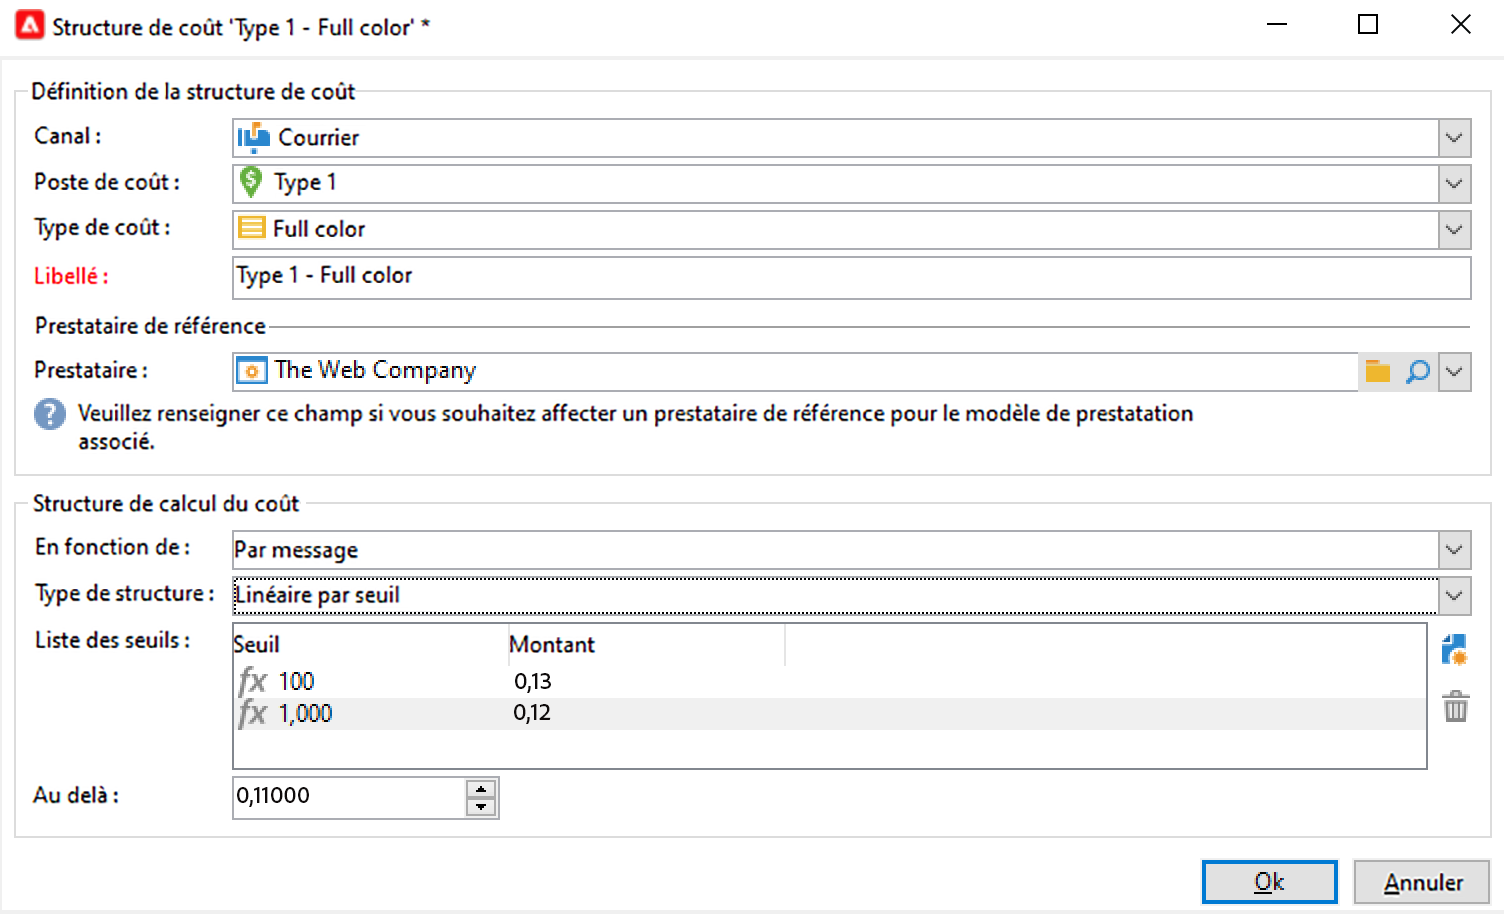 Structure de coût 'Type 1 - Full color' *
Définition de la structure de coût
Canal :
Courrier
Poste de coût :
Type 1
Type de coût :
Full color
Libellé :
Type 1 - Full color
Prestataire de référence
Prestataire :
The Web Company
Veuillez renseigner ce champ si vous souhaitez affecter un prestataire de référence pour le modèle de prestatation
associé.
Structure de calcul du coût
En fonction de :
Par message
Type de structure :
Linéaire par seuil
Liste des seuils :
Seuil Montant
fx 100 0,13
fx 1,000 0,12
Au delà :
0,11000
Ok Annuler